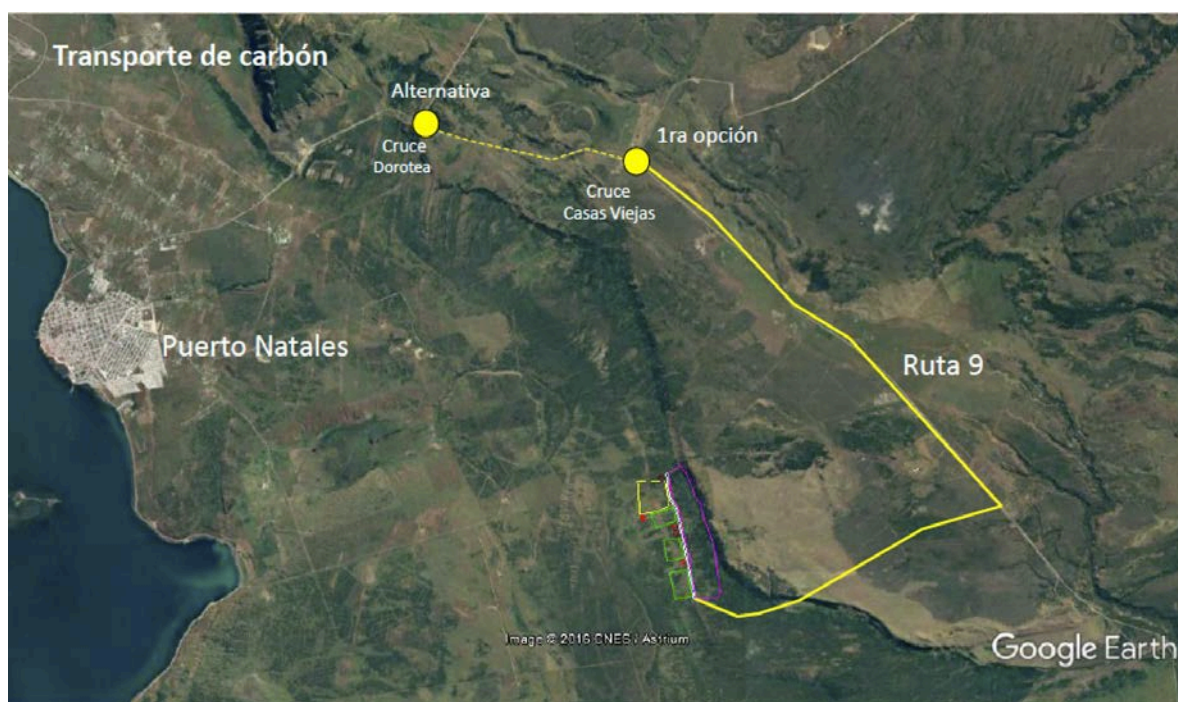 Transporte de carbón
Alternativa
Cruce
Dorotea
1ra opción
Cruce
Casas Viejas
Puerto Natales
Ruta 9
Image © 2016 CNES / Astrium
Google Earth